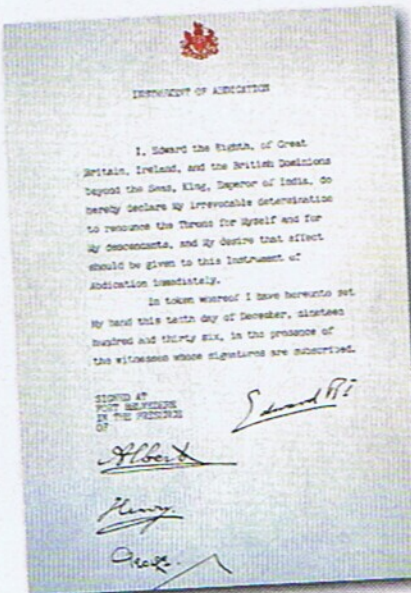 INSTRUMENT OF ABDICATION
I, Edward the Eighth, of Great
Britain, Ireland, and the British Dominions
beyond the Seas, King, Emperor of India, do
hereby declare My irrevocable determination
to renounce the Throne for Myself and for
My descendants, and My desire that effect
should be given to this Instrument of
Abdication immediately.
In token whereof I have hereunto set
My hand this tenth day of December, nineteen
hundred and thirty six, in the presence of
the witnesses whose signatures are subscribed.
Edward RI
SIGNED AT
FORT BELVEDERE
IN THE PRESENCE
OF
Albert
Henry.
George.